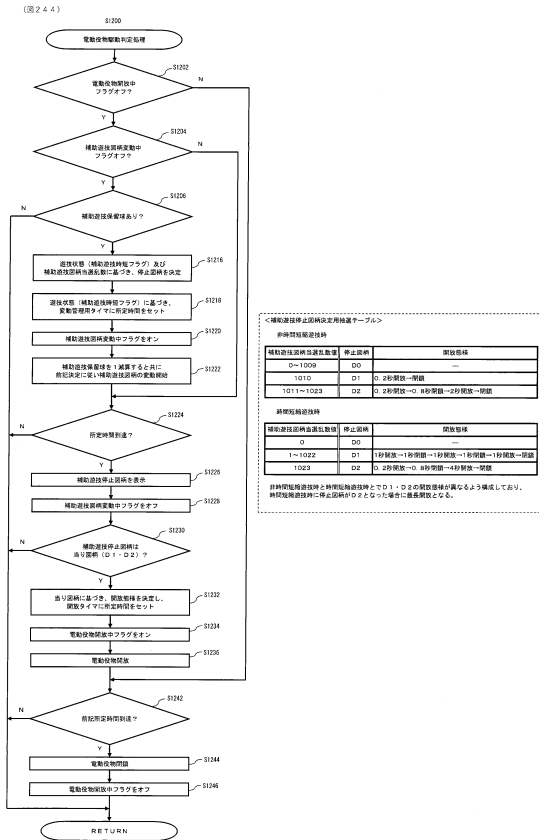 (図244)
S1200
電動役物駆動判定処理
S1202
電動役物開放中
フラグオフ?
N
Y
S1204
補助遊技図柄変動中
フラグオフ?
N
Y
S1206
補助遊技保留球あり?
N
Y
S1216
遊技状態(補助遊技時短フラグ)及び
補助遊技図柄当選乱数に基づき、停止図柄を決定
S1218
遊技状態(補助遊技時短フラグ)に基づき、
変動管理用タイマに所定時間をセット
S1220
補助遊技図柄変動中フラグをオン
S1222
補助遊技保留球を1減算すると共に
前記決定に従い補助遊技図柄の変動開始
S1224
所定時間到達?
N
Y
S1226
補助遊技停止図柄を表示
S1228
補助遊技図柄変動中フラグをオフ
S1230
補助遊技停止図柄は
当り図柄(D1・D2)?
N
Y
S1232
当り図柄に基づき、開放態様を決定し、
開放タイマに所定時間をセット
S1234
電動役物開放中フラグをオン
S1236
電動役物開放
S1242
前記所定時間到達?
N
Y
S1244
電動役物閉鎖
S1246
電動役物開放中フラグをオフ
RETURN
<補助遊技停止図柄決定用抽選テーブル>
非時間短縮遊技時
補助遊技図柄当選乱数値 停止図柄 開放態様
0~1009 D0 ―
1010 D1 0.2秒開放→閉鎖
1011~1023 D2 0.2秒開放→0.8秒閉鎖→2秒開放→閉鎖
時間短縮遊技時
補助遊技図柄当選乱数値 停止図柄 開放態様
0 D0 ―
1~1022 D1 1秒開放→1秒閉鎖→1秒開放→1秒閉鎖→1秒開放→閉鎖
1023 D2 0.2秒開放→0.8秒閉鎖→4秒開放→閉鎖
非時間短縮遊技時と時間短縮遊技時とでD1・D2の開放態様が異なるよう構成しており、
時間短縮遊技時に停止図柄がD2となった場合に最長開放となる。